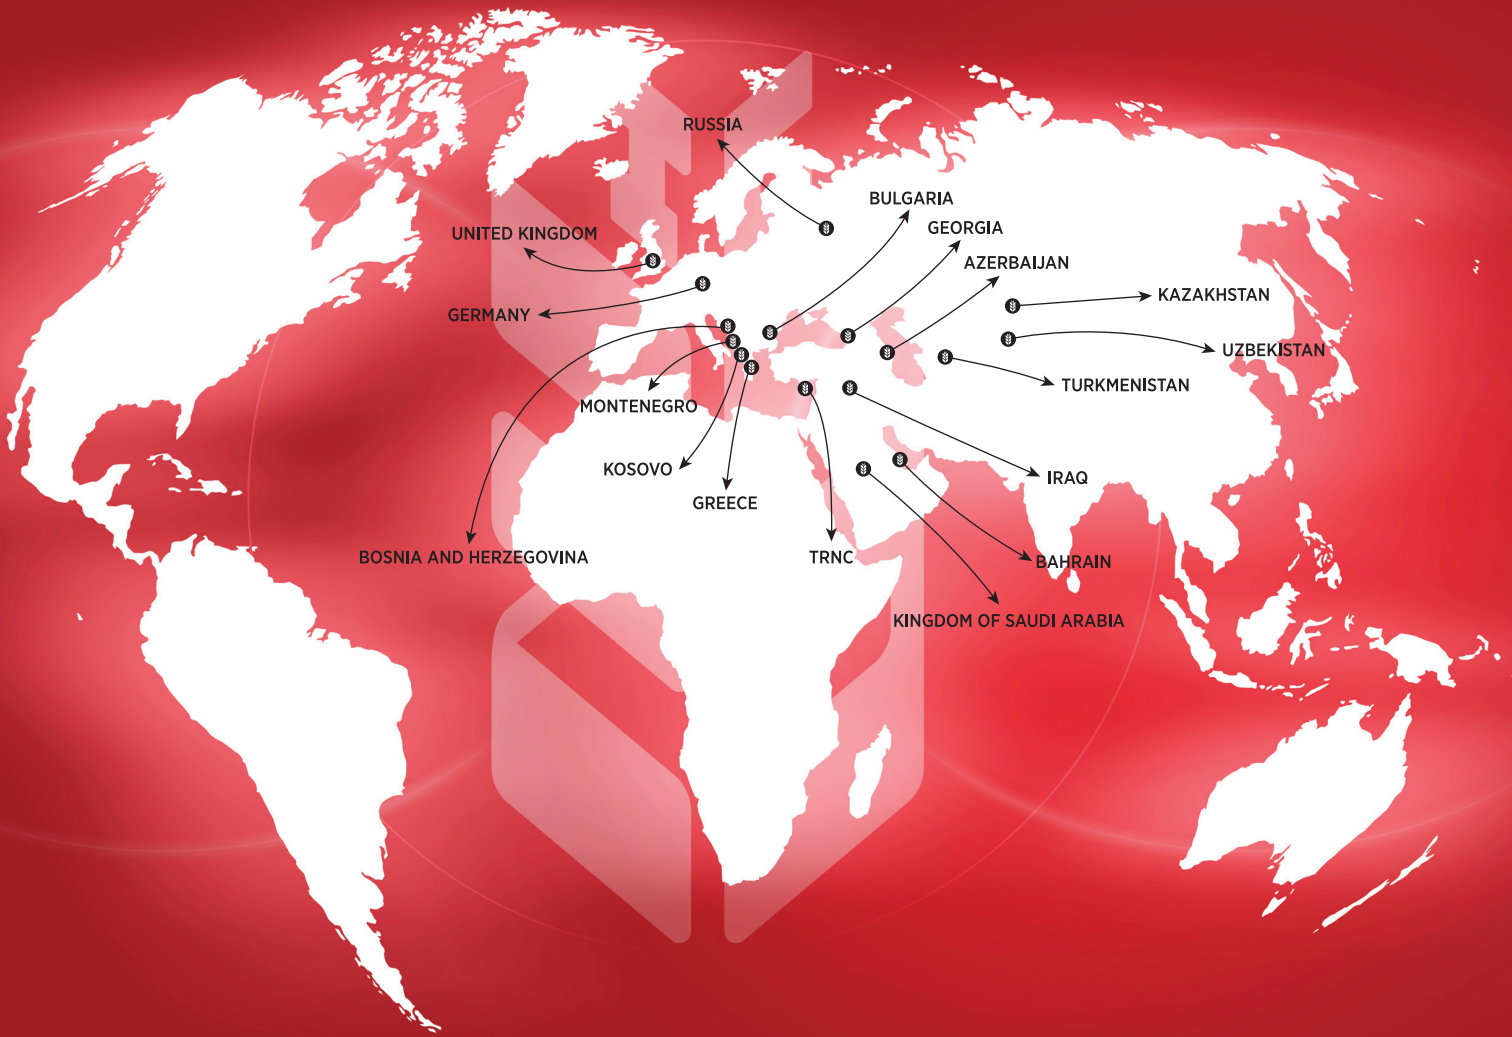 RUSSIA
BULGARIA
GEORGIA
UNITED KINGDOM
AZERBAIJAN
KAZAKHSTAN
GERMANY
UZBEKISTAN
TURKMENISTAN
MONTENEGRO
KOSOVO
IRAQ
GREECE
BOSNIA AND HERZEGOVINA
TRNC
BAHRAIN
KINGDOM OF SAUDI ARABIA